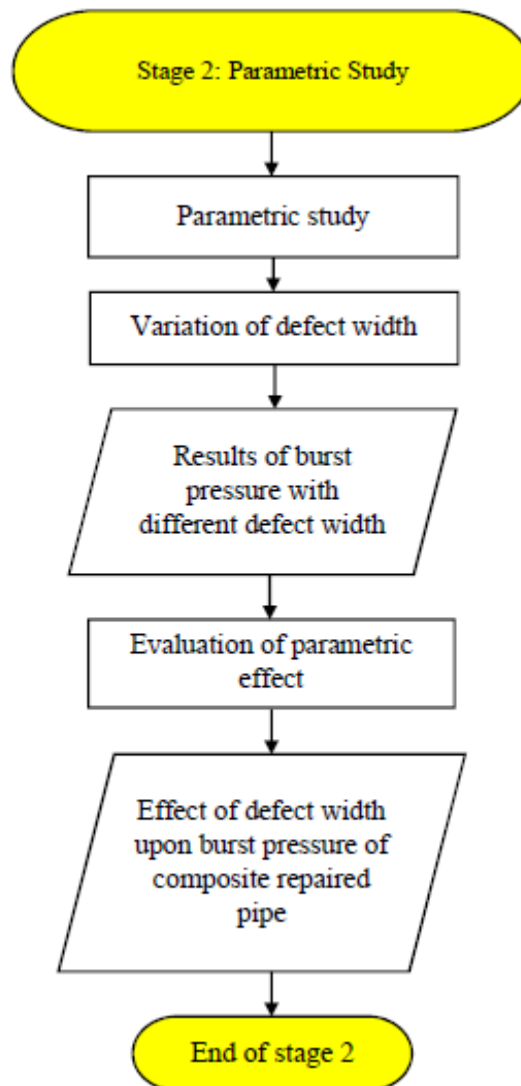 Stage 2: Parametric Study
Parametric study
Variation of defect width
Results of burst
pressure with
different defect width
Evaluation of parametric
effect
Effect of defect width
upon burst pressure of
composite repaired
pipe
End of stage 2